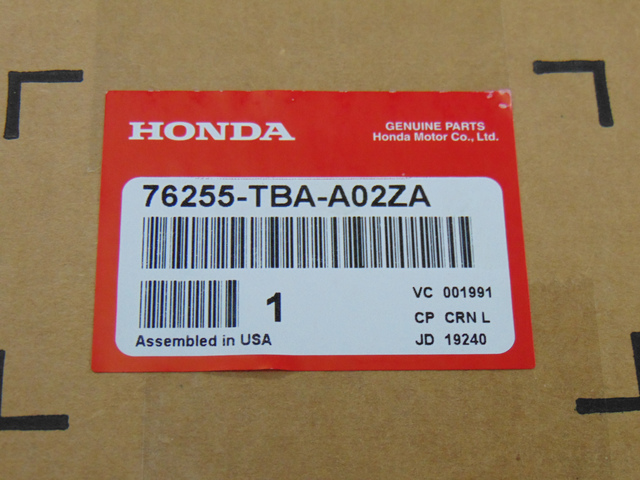 HONDA
GENUINE PARTS
Honda Motor Co., Ltd.
76255-TBA-A02ZA
1
VC 001991
CP CRN L
Assembled in USA
JD 19240